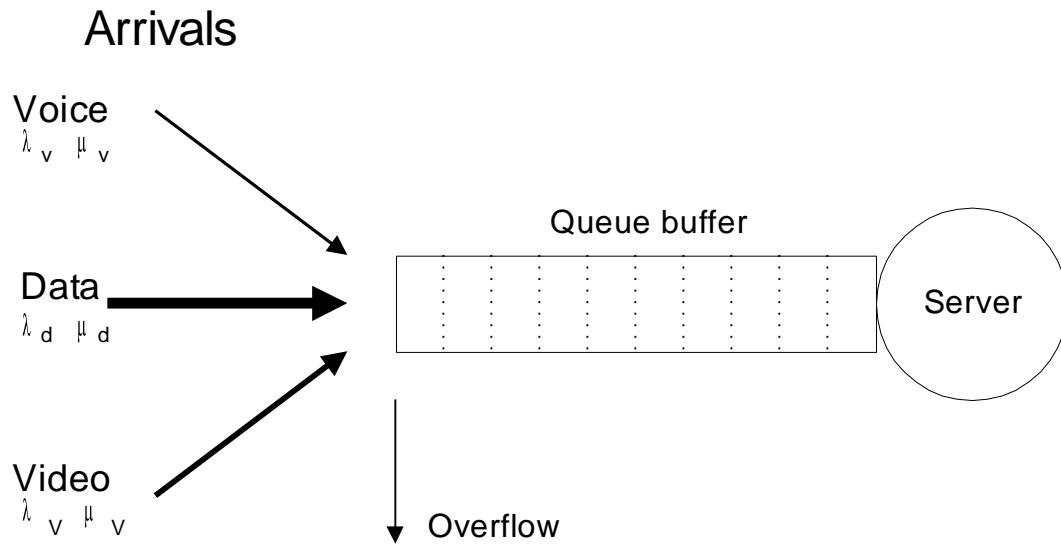 Arrivals
Voice
λ v μ v
Queue buffer
Data
λ d μ d
Server
Video
λ V μ V
Overflow